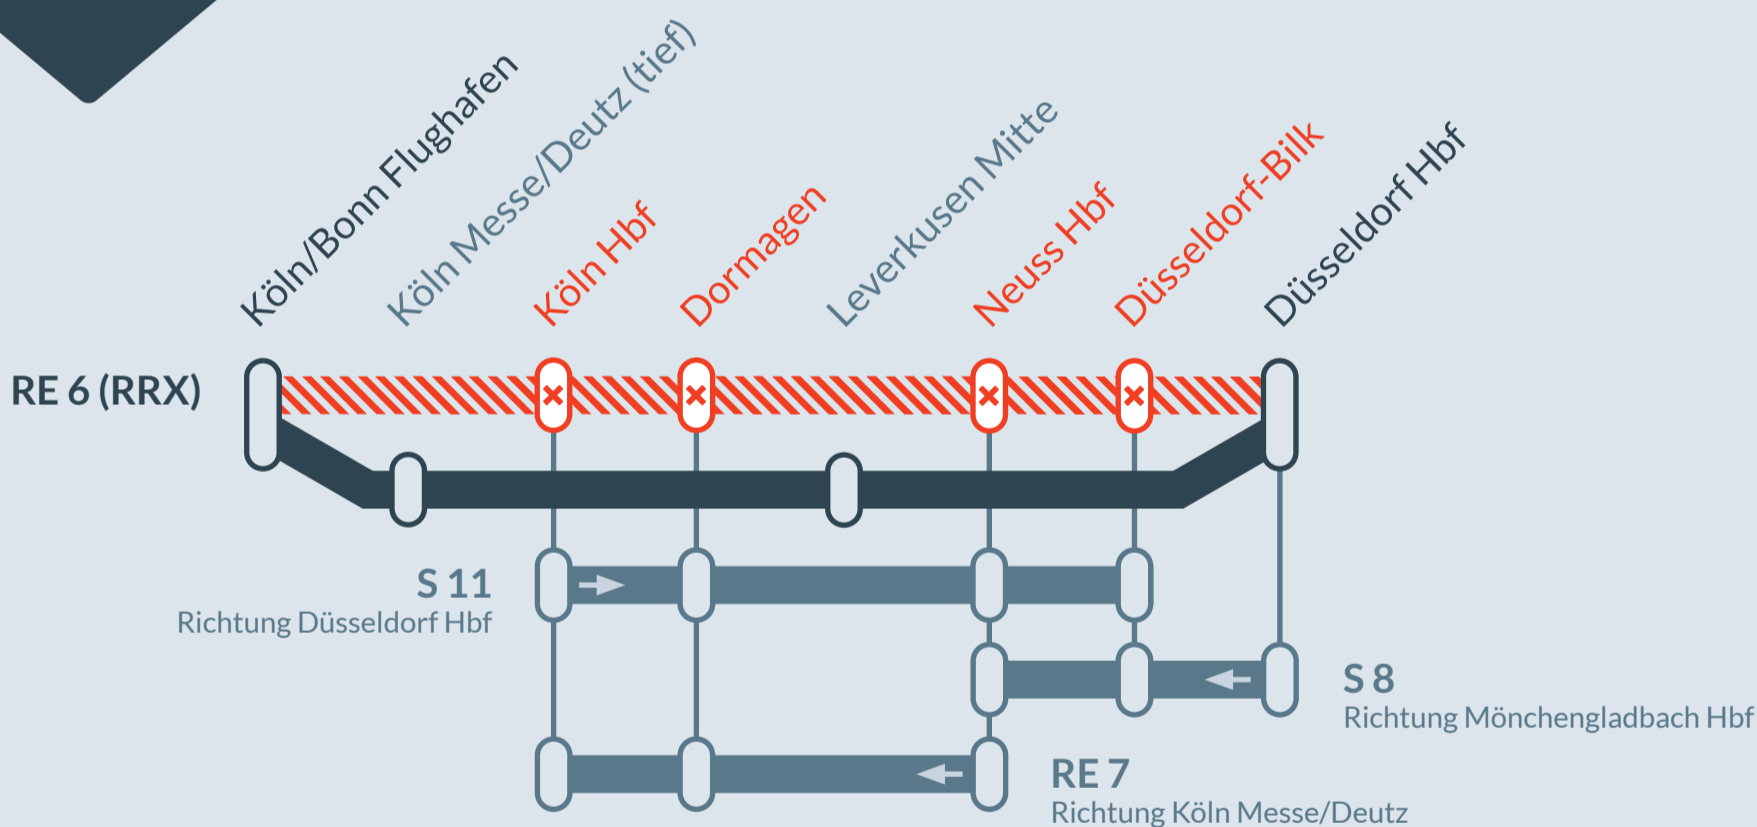 Köln/Bonn Flughafen
Köln Messe/Deutz (tief)
Köln Hbf
Dormagen
Leverkusen Mitte
Neuss Hbf
Düsseldorf-Bilk
Düsseldorf Hbf
RE 6 (RRX)
S 11
Richtung Düsseldorf Hbf
S 8
Richtung Mönchengladbach Hbf
RE 7
Richtung Köln Messe/Deutz